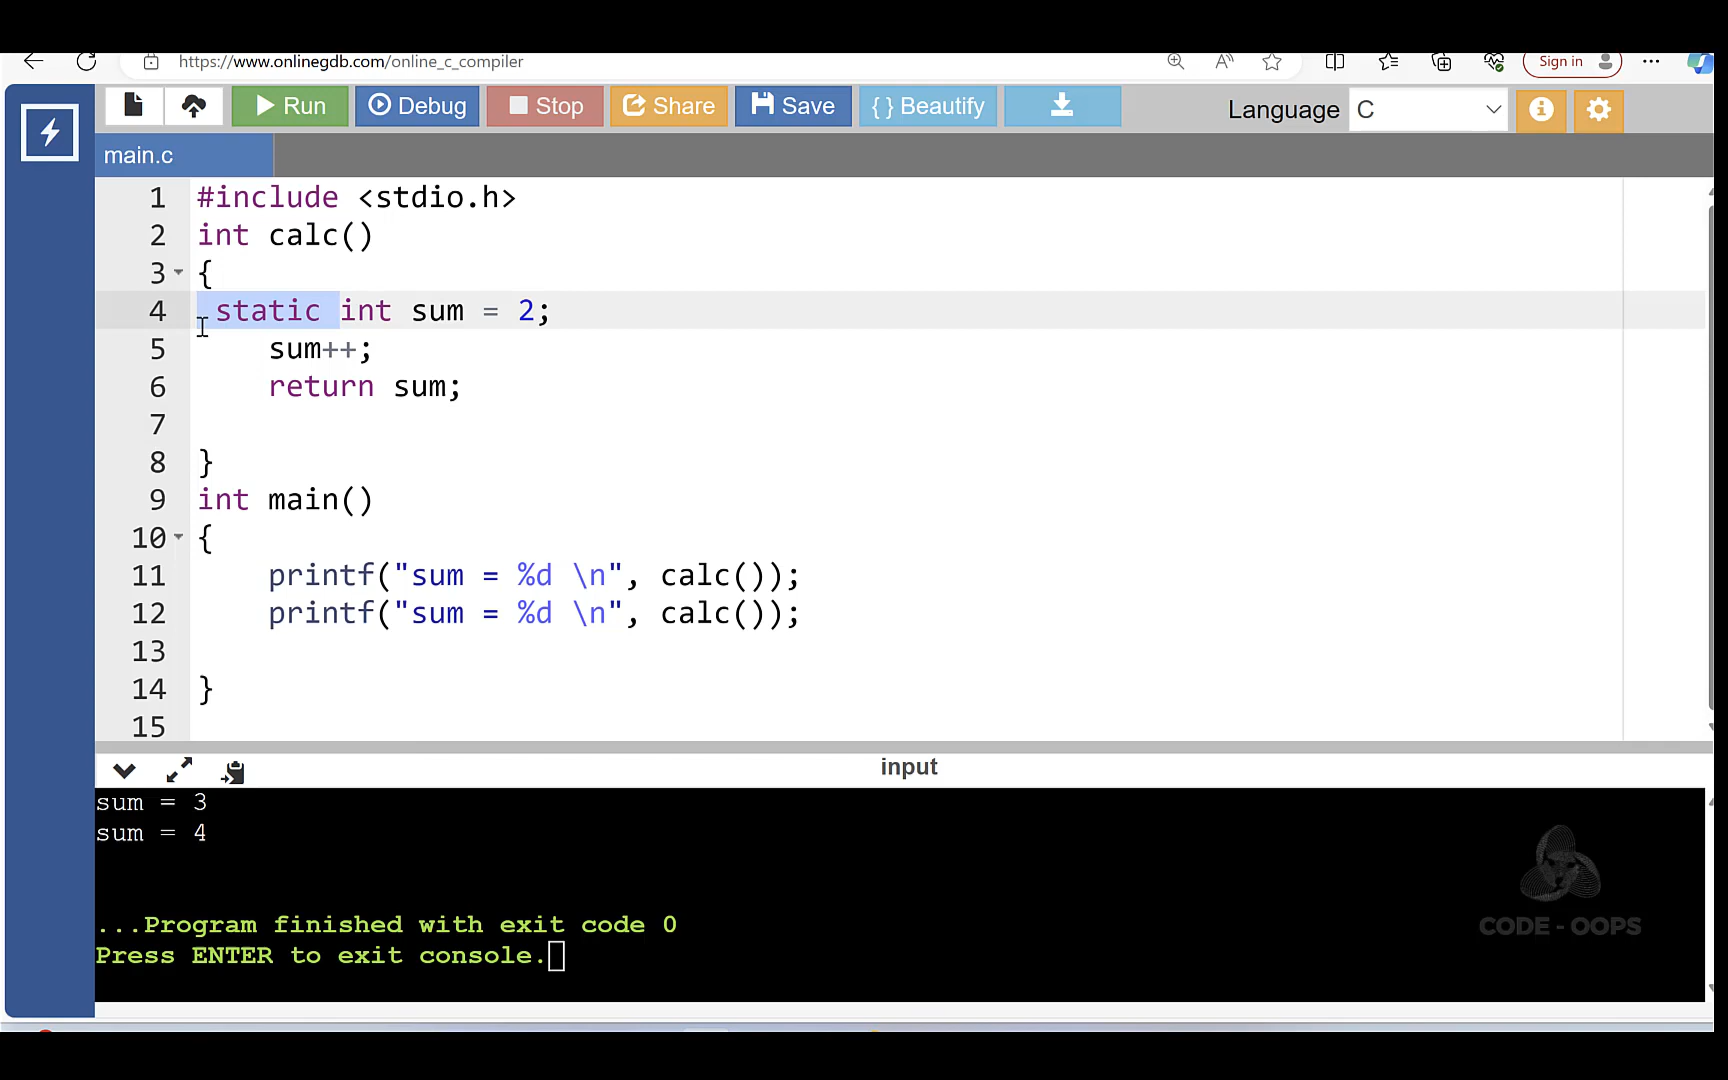 https://www.onlinegdb.com/online_c_compiler
Sign in
Run
Debug
Stop
Share
Save
{ } Beautify
Language
C
main.c
1 #include <stdio.h>
2 int calc()
3 {
4 static int sum = 2;
5 sum++;
6 return sum;
7
8 }
9 int main()
10 {
11 printf("sum = %d \n", calc());
12 printf("sum = %d \n", calc());
13
14 }
15
input
sum = 3
sum = 4
...Program finished with exit code 0
Press ENTER to exit console.
CODE - OOPS